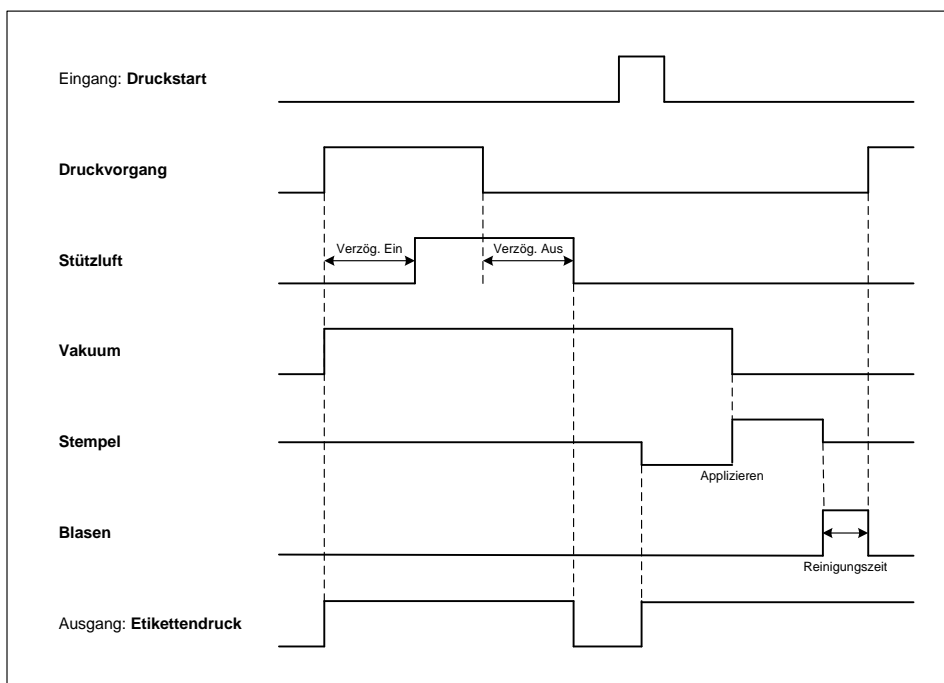 Eingang: Druckstart
Druckvorgang
Verzög. Ein
Verzög. Aus
Stützluft
Vakuum
Stempel
Applizieren
Blasen
Reinigungszeit
Ausgang: Etikettendruck